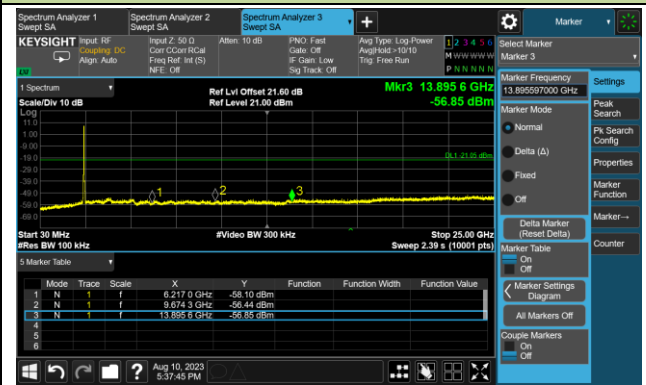 Spectrum Analyzer 1
Swept SA
Spectrum Analyzer 2
Swept SA
Spectrum Analyzer 3
Swept SA
Marker
KEYSIGHT
Input: RF
Coupling: DC
Align: Auto
Input Z: 50 Ω
Corr CCorr RCal
Freq Ref: Int (S)
NFE: Off
Atten: 10 dB
PNO: Fast
Gate: Off
IF Gain: Low
Sig Track: Off
Avg Type: Log-Power
Avg|Hold:>10/10
Trig: Free Run
1 2 3 4 5 6
M W W W W W
P N N N N N
Select Marker
Marker 3
1 Spectrum
Scale/Div 10 dB
Log
Ref Lvl Offset 21.60 dB
Ref Level 21.00 dBm
Mkr3 13.895 6 GHz
-56.85 dBm
11.0
1.00
-9.00
-19.0
-29.0
-39.0
-49.0
-59.0
-69.0
DL1 -21.05 dBm
1
2
3
Start 30 MHz
#Res BW 100 kHz
#Video BW 300 kHz
Stop 25.00 GHz
Sweep 2.39 s (10001 pts)
5 Marker Table
Mode Trace Scale X Y Function Function Width Function Value
1 N 1 f 6.217 0 GHz -58.10 dBm
2 N 1 f 9.674 3 GHz -56.44 dBm
3 N 1 f 13.895 6 GHz -56.85 dBm
4
5
6
Marker Frequency
13.895597000 GHz
Marker Mode
Normal
Delta (Δ)
Fixed
Off
Delta Marker
(Reset Delta)
Marker Table
On
Off
Marker Settings
Diagram
All Markers Off
Couple Markers
On
Off
Settings
Peak
Search
Pk Search
Config
Properties
Marker
Function
Marker→
Counter
?
Aug 10, 2023
5:37:45 PM